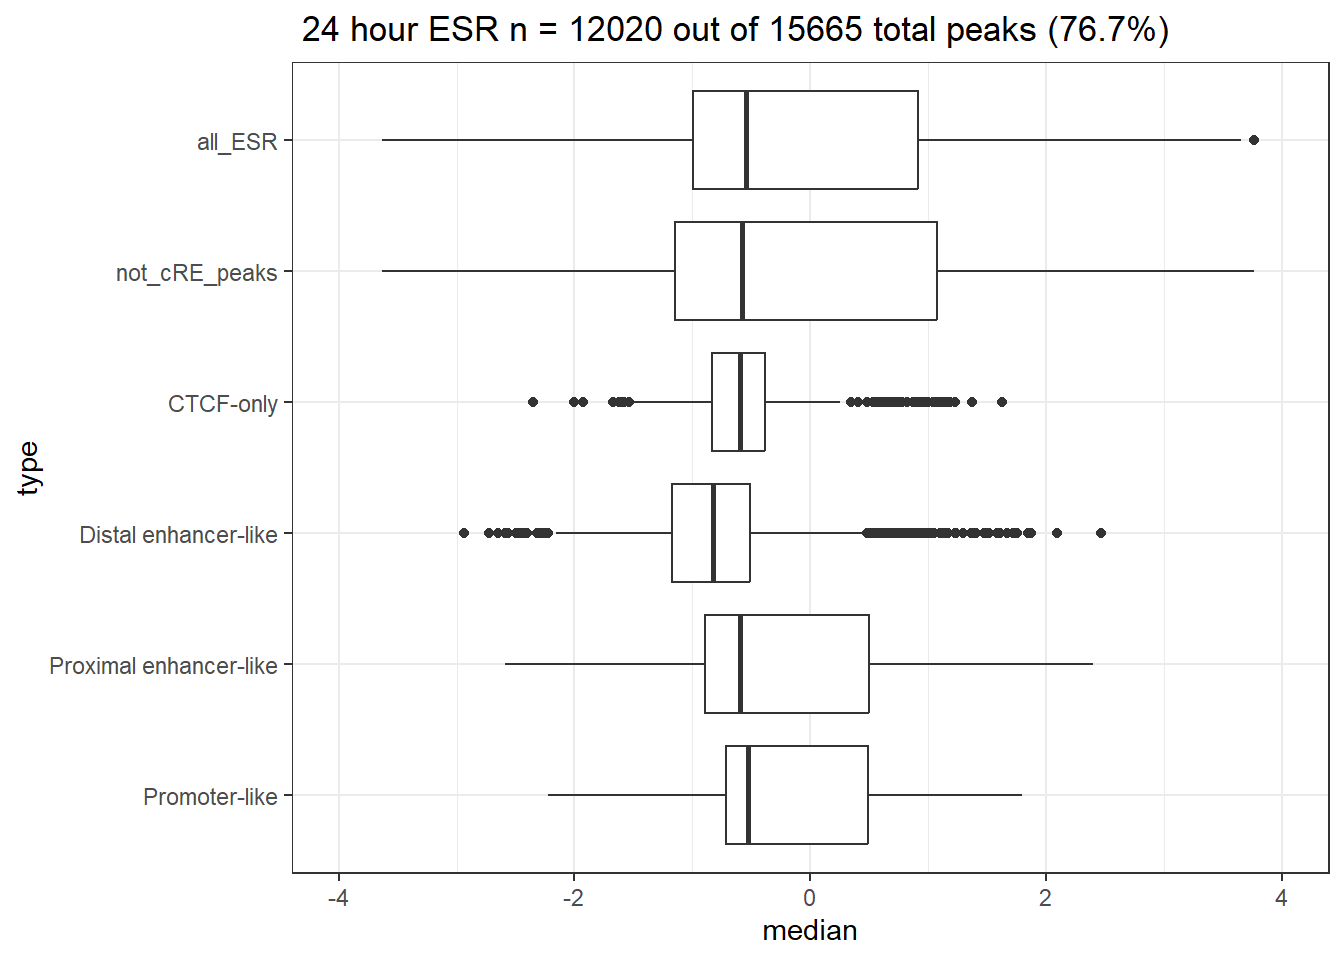 24 hour ESR n = 12020 out of 15665 total peaks (76.7%)
all_ESR
not_cRE_peaks
CTCF-only
Distal enhancer-like
Proximal enhancer-like
Promoter-like
type
-4 -2 0 2 4
median